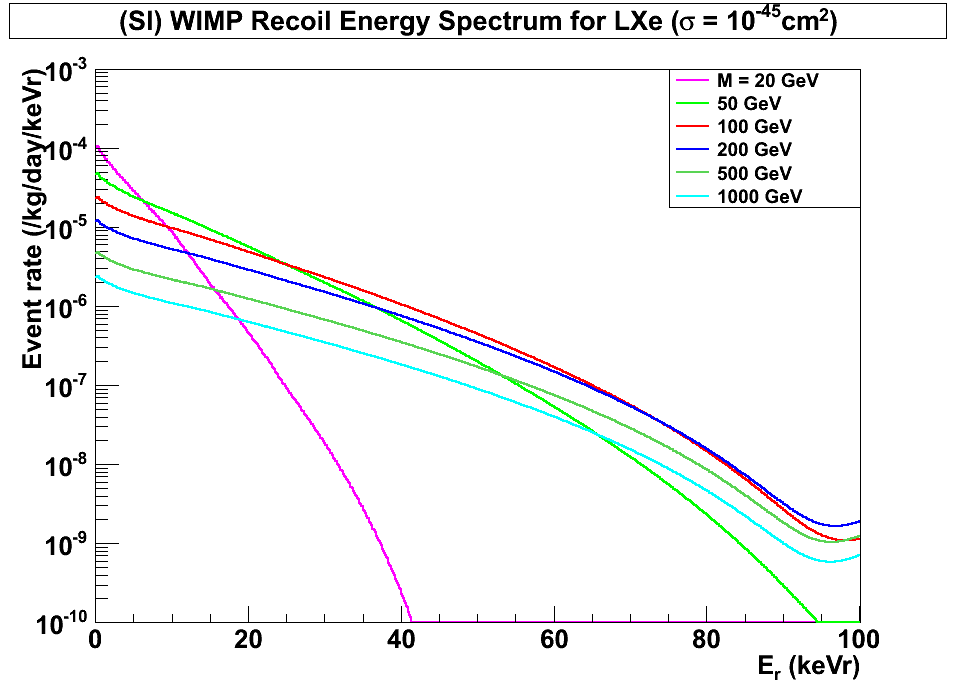 (SI) WIMP Recoil Energy Spectrum for LXe (σ = 10⁻⁴⁵cm²)
Event rate (/kg/day/keVr)
10⁻³
10⁻⁴
10⁻⁵
10⁻⁶
10⁻⁷
10⁻⁸
10⁻⁹
10⁻¹⁰
M = 20 GeV
50 GeV
100 GeV
200 GeV
500 GeV
1000 GeV
0 20 40 60 80 100
Eᵣ (keVr)